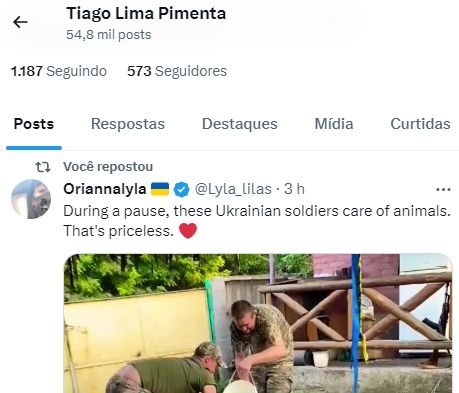 Tiago Lima Pimenta
54,8 mil posts
1.187 Seguindo 573 Seguidores
Posts Respostas Destaques Mídia Curtidas
Você repostou
Oriannalyla 🇺🇦 @Lyla_lilas · 3 h
During a pause, these Ukrainian soldiers care of animals.
That's priceless. ❤️